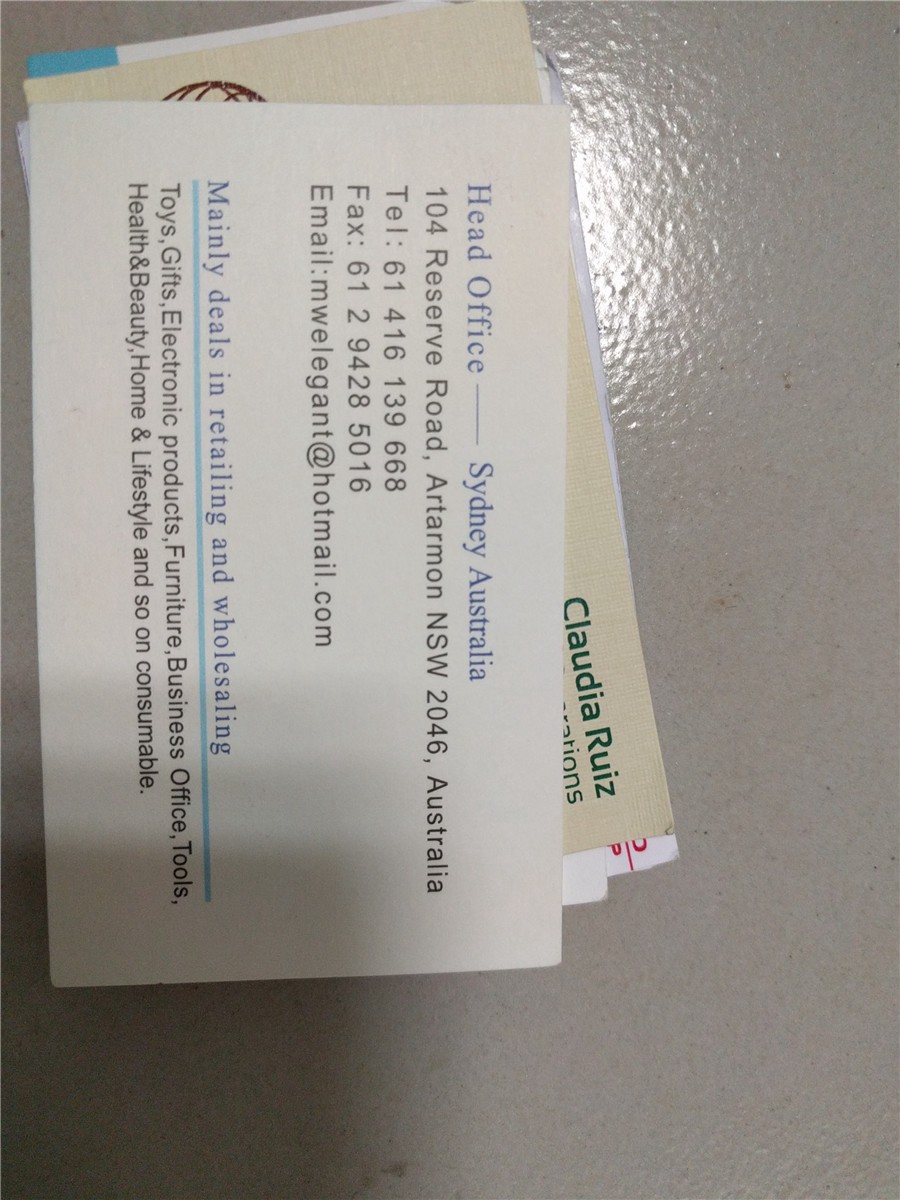 Head Office —— Sydney Australia
104 Reserve Road, Artarmon NSW 2046, Australia
Tel: 61 416 139 668
Fax: 61 2 9428 5016
Email:mwelegant@hotmail.com
Mainly deals in retailing and wholesaling
Toys,Gifts,Electronic products,Furniture,Business Office,Tools,
Health&Beauty,Home & Lifestyle and so on consumable.
Claudia Ruiz